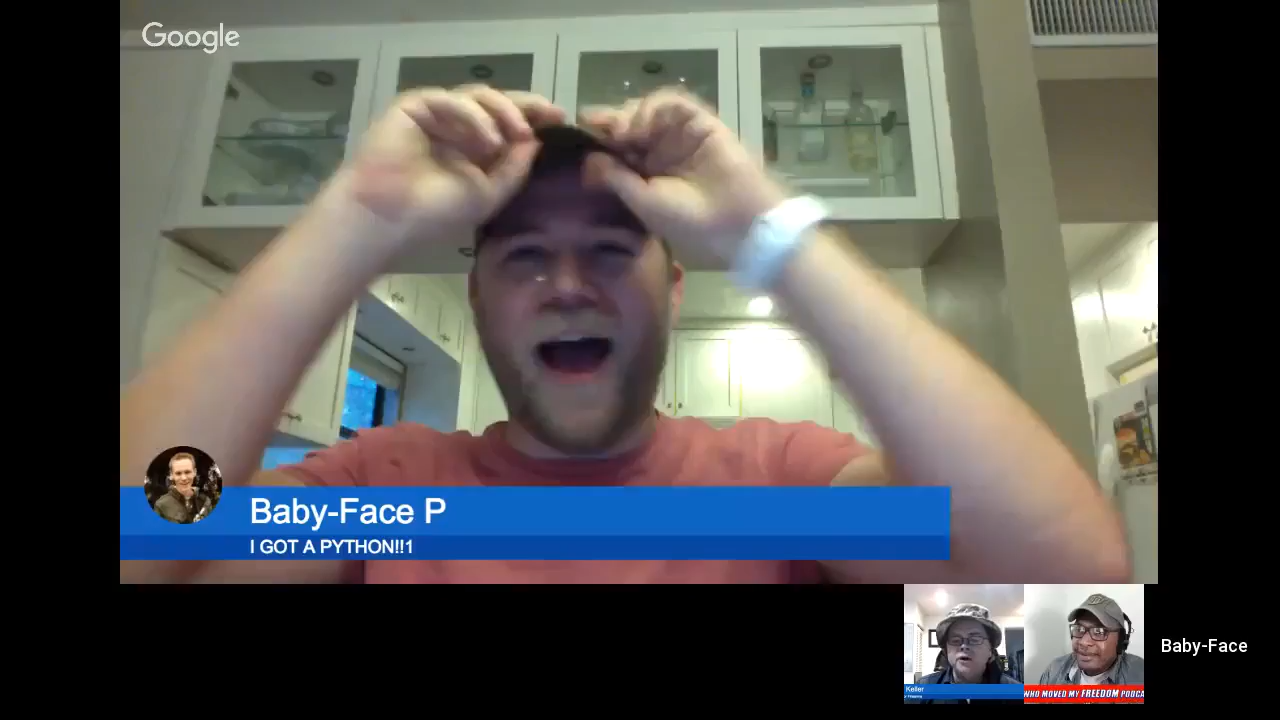 Google
Baby-Face P
I GOT A PYTHON!!1
Baby-Face
Keller
WHO MOVED MY FREEDOM PODCA